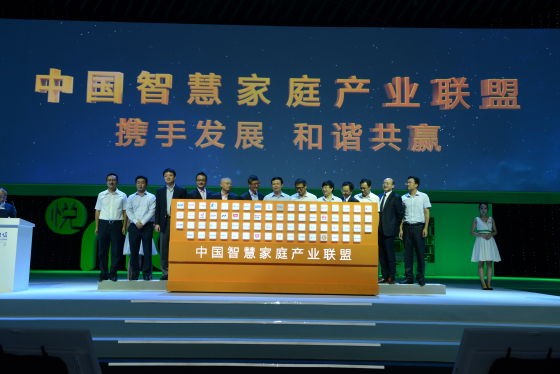 中国智慧家庭产业联盟
携手发展 和谐共赢
悦
中国智慧家庭产业联盟